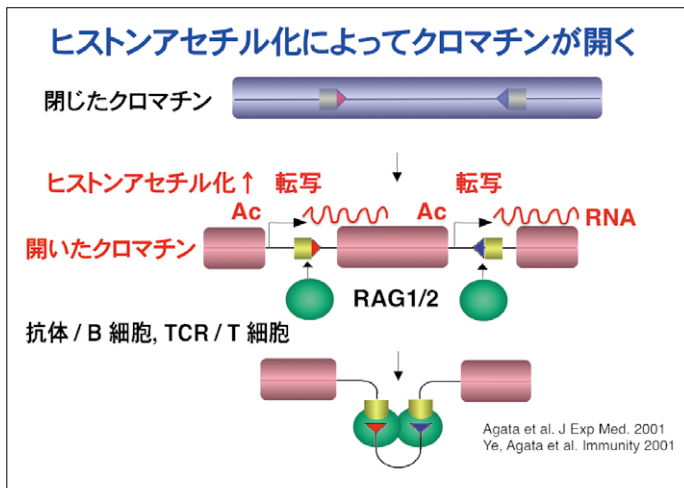 ヒストンアセチル化によってクロマチンが開く
閉じたクロマチン
ヒストンアセチル化↑ 転写 転写
Ac Ac RNA
開いたクロマチン
RAG1/2
抗体 / B 細胞, TCR / T 細胞
Agata et al. J Exp Med. 2001
Ye, Agata et al. Immunity 2001